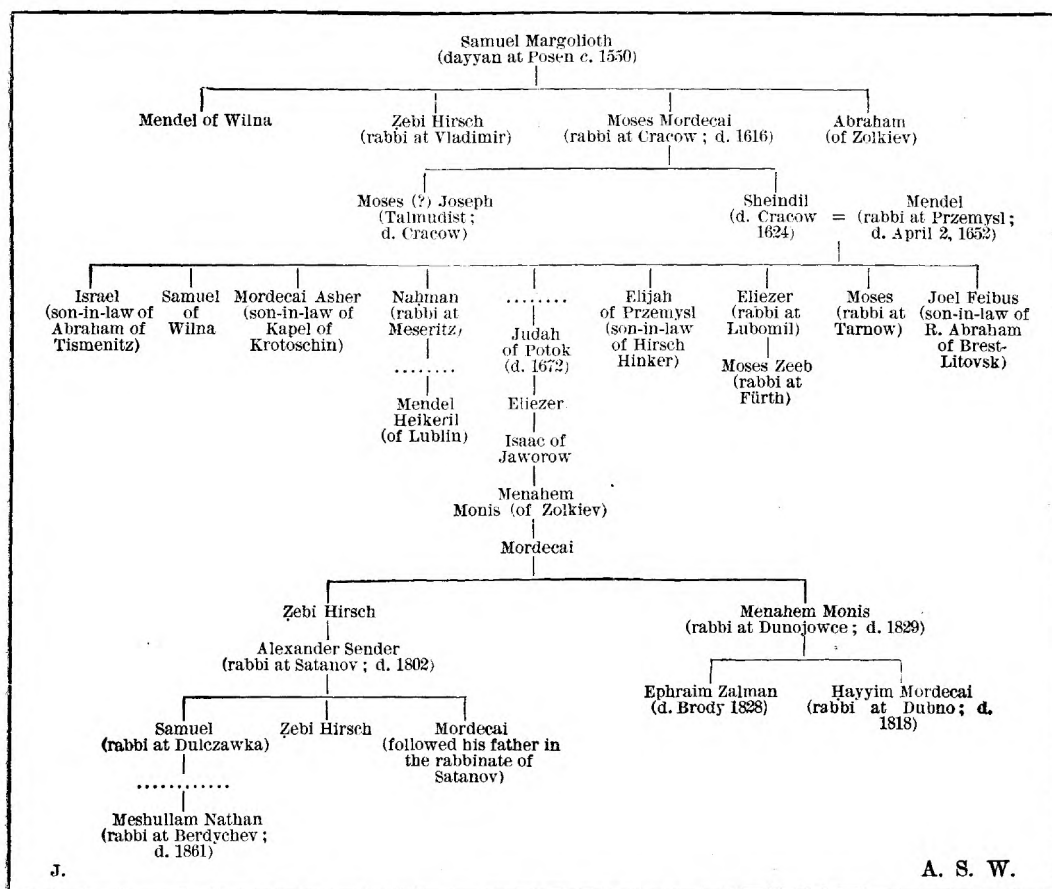 Samuel Margolioth
(dayyan at Posen c. 1550)
Mendel of Wilna
Ẓebi Hirsch
(rabbi at Vladimir)
Moses Mordecai
(rabbi at Cracow ; d. 1616)
Abraham
(of Zolkiev)
Moses (?) Joseph
(Talmudist ;
d. Cracow)
Sheindil
(d. Cracow
1624)
=
Mendel
(rabbi at Przemysl ;
d. April 2, 1652)
Israel
(son-in-law of
Abraham of
Tismenitz)
Samuel
of
Wilna
Mordecai Asher
(son-in-law of
Kapel of
Krotoschin)
Naḥman
(rabbi at
Meseritz)
........
Mendel
Heikeril
(of Lublin)
........
Judah
of Potok
(d. 1672)
Eliezer
Isaac of
Jaworow
Menahem
Monis (of Zolkiev)
Mordecai
Elijah
of Przemysl
(son-in-law
of Hirsch
Hinker)
Eliezer
(rabbi at
Lubomil)
Moses Zeeb
(rabbi at
Fürth)
Moses
(rabbi at
Tarnow)
Joel Feibus
(son-in-law of
R. Abraham
of Brest-
Litovsk)
Ẓebi Hirsch
Alexander Sender
(rabbi at Satanov ; d. 1802)
Samuel
(rabbi at Dulczawka)
............
Meshullam Nathan
(rabbi at Berdychev ;
d. 1861)
Ẓebi Hirsch
Mordecai
(followed his father in
the rabbinate of
Satanov)
Menahem Monis
(rabbi at Dunojowce ; d. 1829)
Ephraim Zalman
(d. Brody 1828)
Ḥayyim Mordecai
(rabbi at Dubno ; d.
1818)
J.
A. S. W.